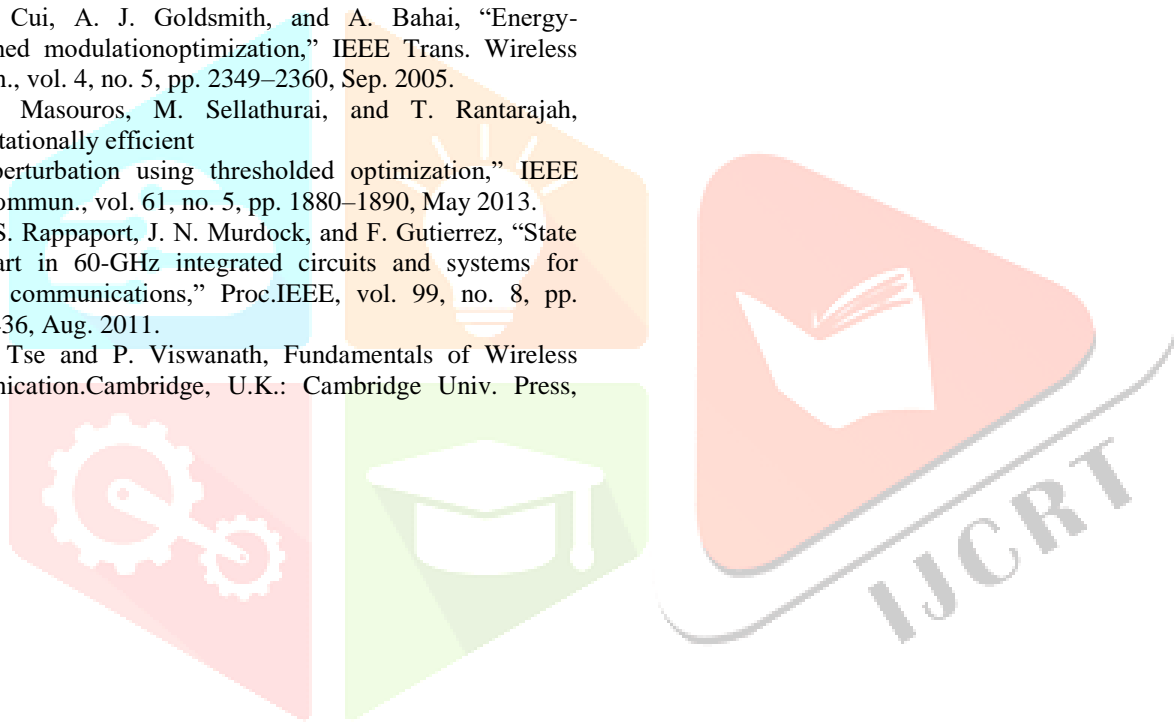 Cui, A. J. Goldsmith, and A. Bahai, “Energy-
ned modulationoptimization,” IEEE Trans. Wireless
n., vol. 4, no. 5, pp. 2349–2360, Sep. 2005.
Masouros, M. Sellathurai, and T. Rantarajah,
tationally efficient
perturbation using thresholded optimization,” IEEE
ommun., vol. 61, no. 5, pp. 1880–1890, May 2013.
S. Rappaport, J. N. Murdock, and F. Gutierrez, “State
art in 60-GHz integrated circuits and systems for
communications,” Proc.IEEE, vol. 99, no. 8, pp.
36, Aug. 2011.
Tse and P. Viswanath, Fundamentals of Wireless
nication.Cambridge, U.K.: Cambridge Univ. Press,
IJCRT